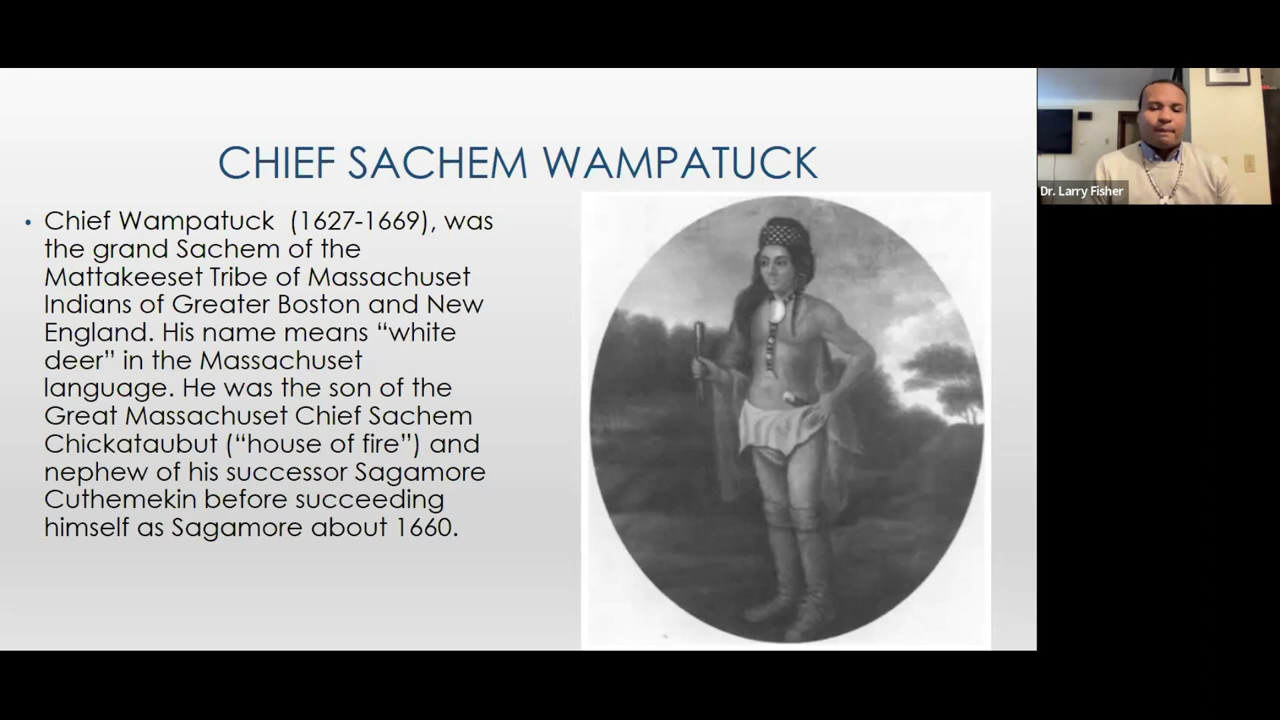 CHIEF SACHEM WAMPATUCK
• Chief Wampatuck (1627-1669), was
the grand Sachem of the
Mattakeeset Tribe of Massachuset
Indians of Greater Boston and New
England. His name means “white
deer” in the Massachuset
language. He was the son of the
Great Massachuset Chief Sachem
Chickataubut (“house of fire”) and
nephew of his successor Sagamore
Cuthemekin before succeeding
himself as Sagamore about 1660.
Dr. Larry Fisher